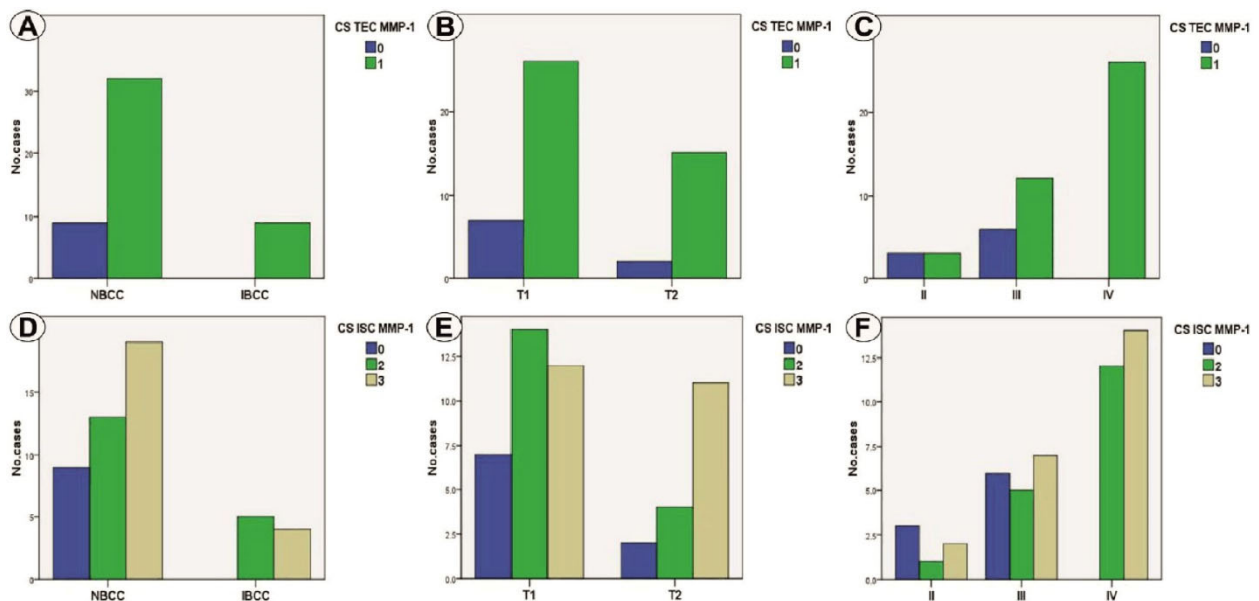 A
CS TEC MMP-1
0
1
No.cases
30
20
10
0
NBCC
IBCC
B
CS TEC MMP-1
0
1
No.cases
20
10
0
T1
T2
C
CS TEC MMP-1
0
1
No.cases
20
10
0
II
III
IV
D
CS ISC MMP-1
0
2
3
No.cases
15
10
5
0
NBCC
IBCC
E
CS ISC MMP-1
0
2
3
No.cases
12.5
10.0
7.5
5.0
2.5
0.0
T1
T2
F
CS ISC MMP-1
0
2
3
No.cases
12.5
10.0
7.5
5.0
2.5
0.0
II
III
IV